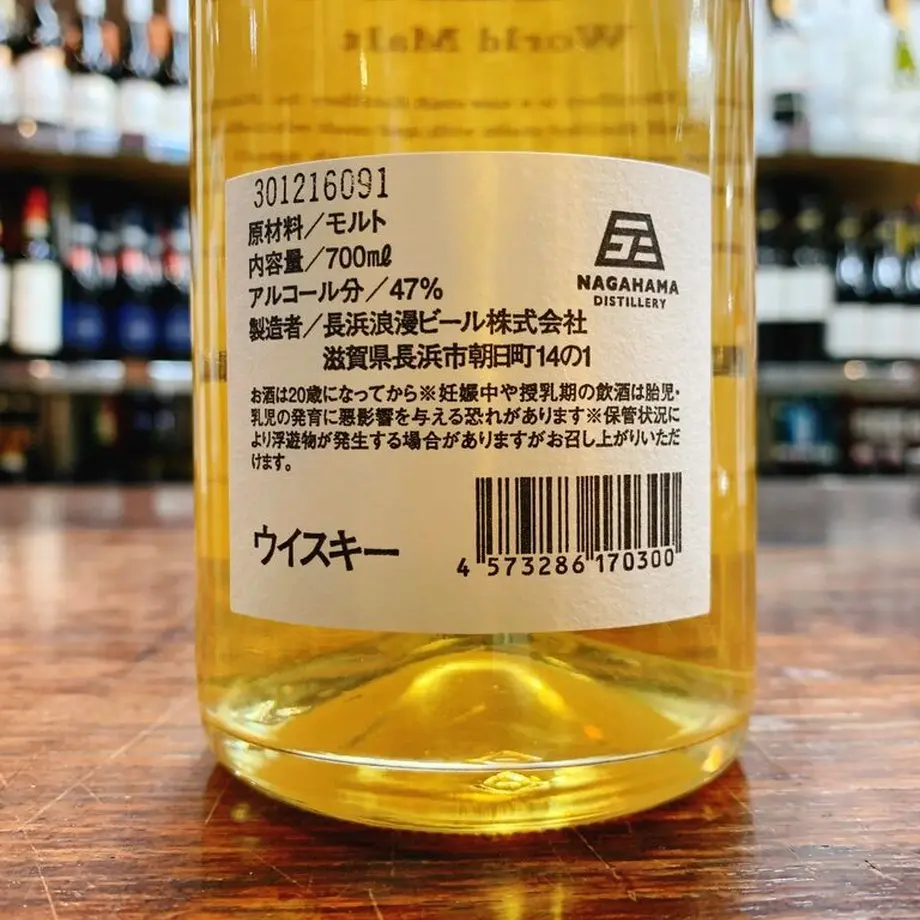 World Malt
301216091
原材料／モルト
内容量／700㎖
アルコール分／47%
製造者／長浜浪漫ビール株式会社
滋賀県長浜市朝日町14の1
NAGAHAMA
DISTILLERY
お酒は20歳になってから※妊娠中や授乳期の飲酒は胎児・
乳児の発育に悪影響を与える恐れがあります※保管状況に
より浮遊物が発生する場合がありますがお召し上がりいただ
けます。
ウイスキー
4 573286 170300